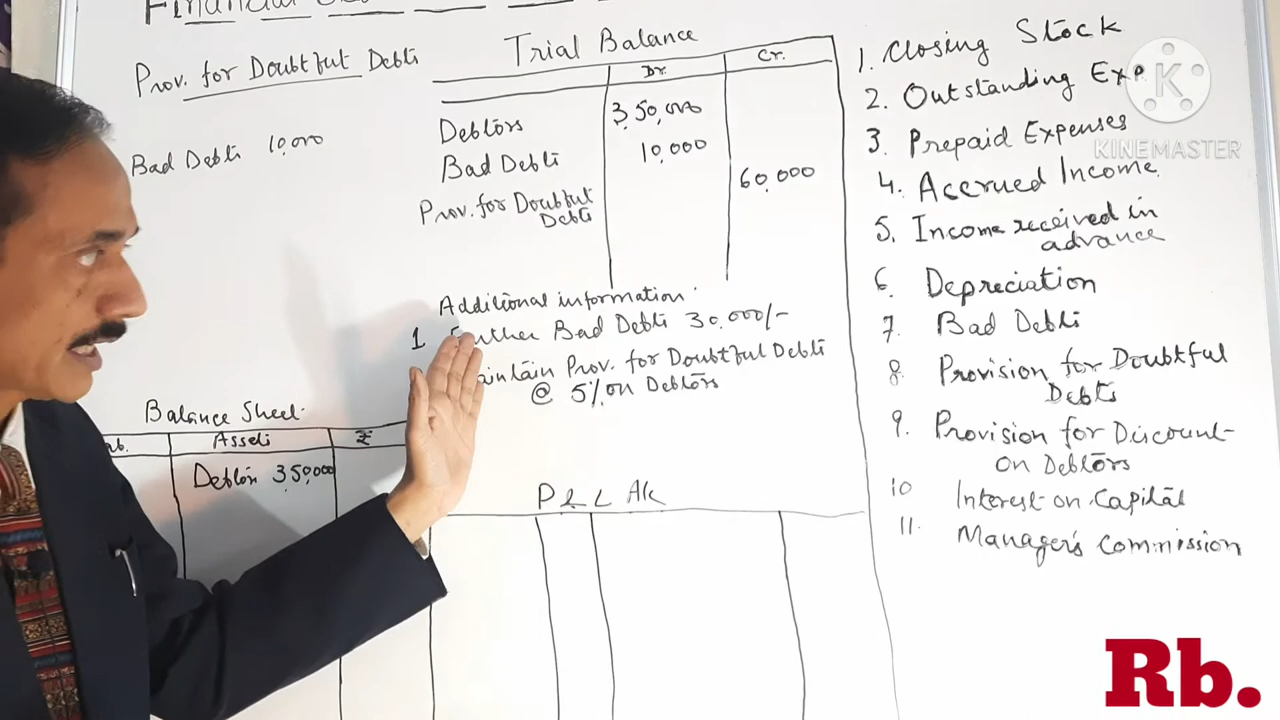 Financial
Prov. for Doubtful Debts
Bad Debts 10,000
Trial Balance
Dr. Cr.
Debtors 3,50,000
Bad Debts 10,000
Prov. for Doubtful Debts 60,000
Additional information
1 Further Bad Debts 30,000/-
Prov. for Doubtful Debts
@ 5% on Debtors
Balance Sheet
Assets ₹
Debtors 3,50,000
P & L A/c
1. Closing Stock
2. Outstanding Exp
3. Prepaid Expenses
4. Accrued Income
5. Income received in
advance
6. Depreciation
7. Bad Debts
8. Provision for Doubtful
Debts
9. Provision for Discount
on Debtors
10 Interest on Capital
11. Manager's Commission
K
KINEMASTER
Rb.